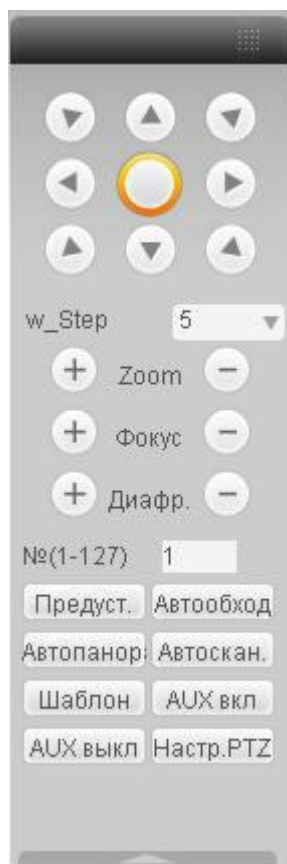 w_Step 5
Zoom
Фокус
Диафр.
№(1-127) 1
Предуст. Автообход
Автопанор Автоскан.
Шаблон AUX вкл
AUX выкл Настр.PTZ